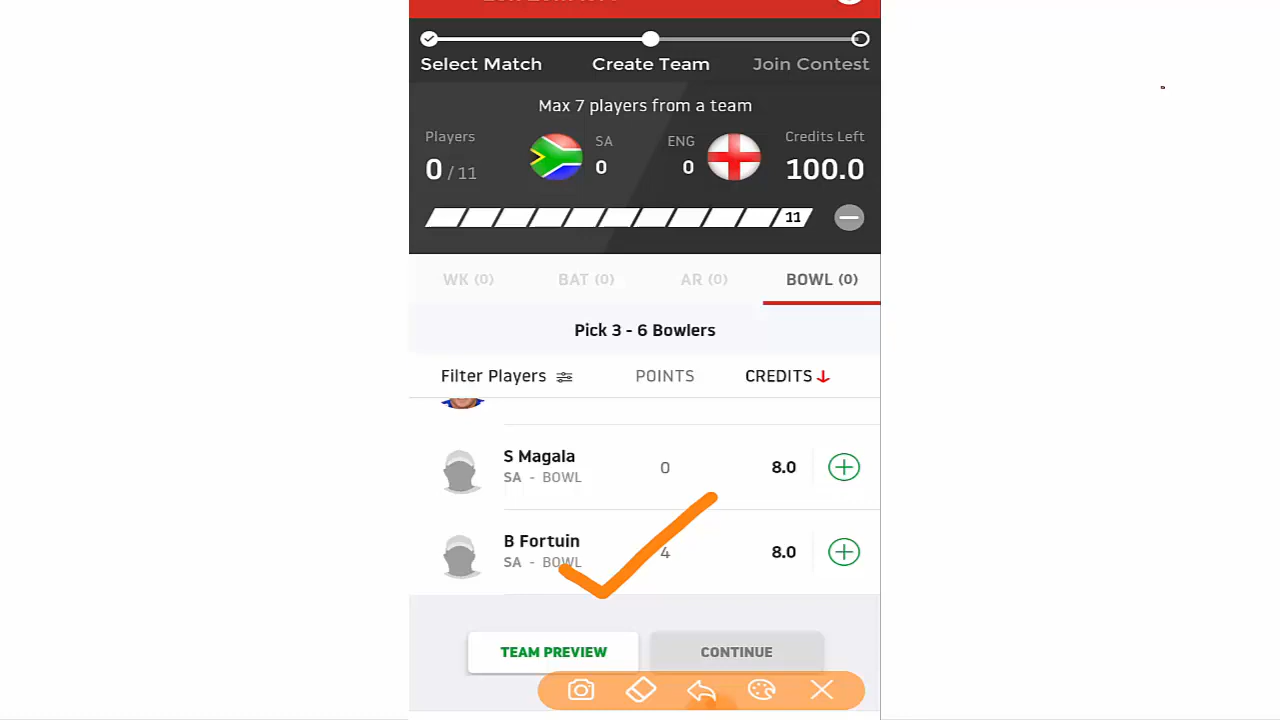 Select Match Create Team Join Contest
Max 7 players from a team
Players SA ENG Credits Left
0 / 11 0 0 100.0
11
WK (0) BAT (0) AR (0) BOWL (0)
Pick 3 - 6 Bowlers
Filter Players POINTS CREDITS
S Magala
SA - BOWL 0 8.0
B Fortuin
SA - BOWL 4 8.0
TEAM PREVIEW CONTINUE